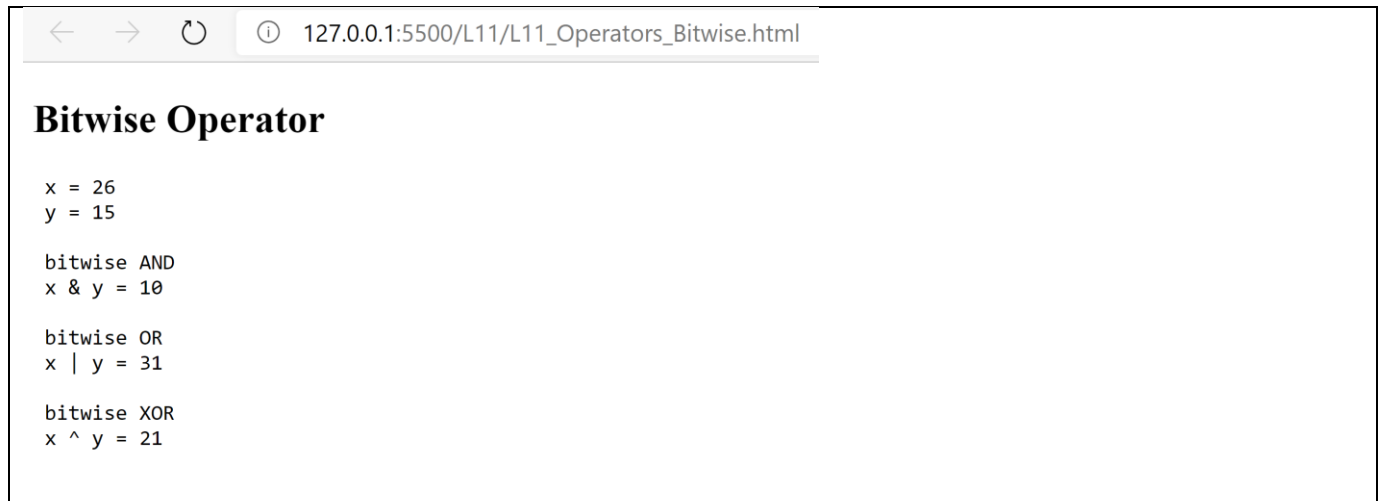 127.0.0.1:5500/L11/L11_Operators_Bitwise.html
Bitwise Operator
x = 26
y = 15
bitwise AND
x & y = 10
bitwise OR
x | y = 31
bitwise XOR
x ^ y = 21